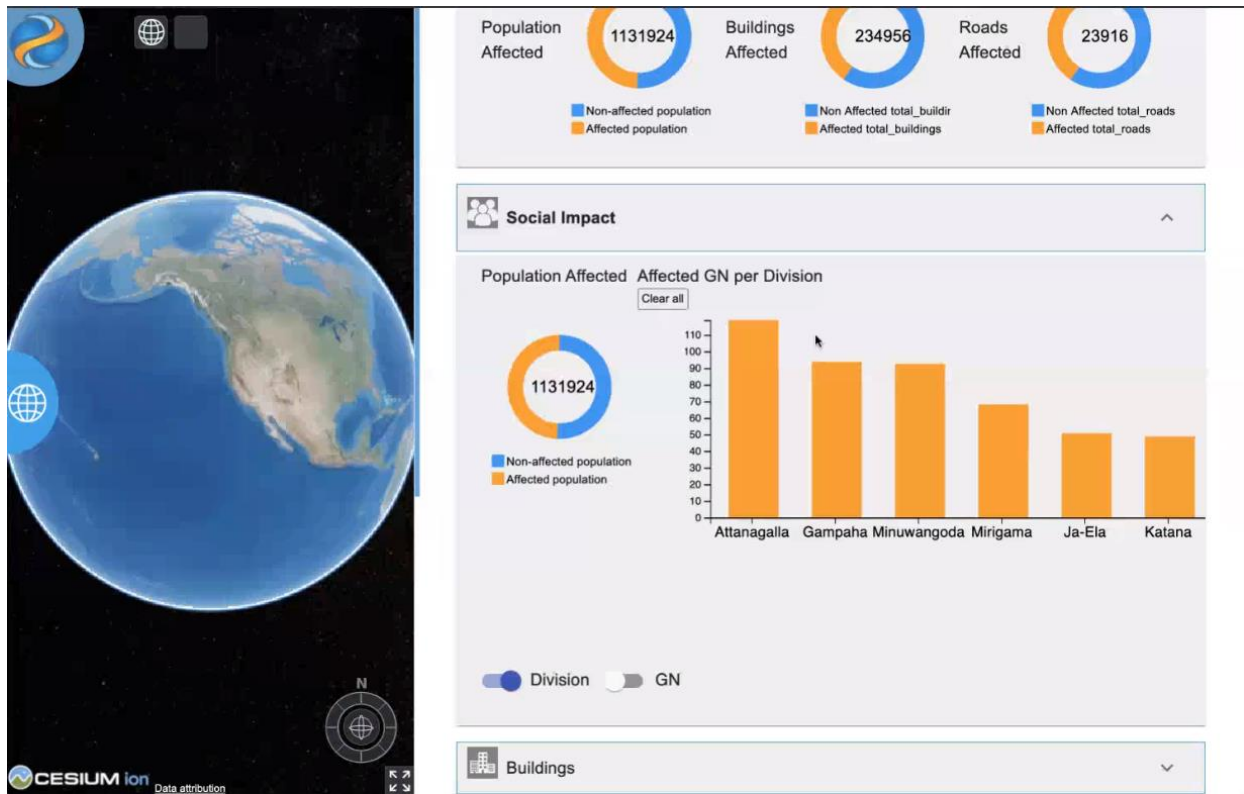 Population
Affected
1131924
Non-affected population
Affected population
Buildings
Affected
234956
Non Affected total_buildir
Affected total_buildings
Roads
Affected
23916
Non Affected total_roads
Affected total_roads
Social Impact
Population Affected
1131924
Non-affected population
Affected population
Affected GN per Division
Clear all
110
100
90
80
70
60
50
40
30
20
10
0
Attanagalla Gampaha Minuwangoda Mirigama Ja-Ela Katana
Division GN
Buildings
N
CESIUM ion
Data attribution